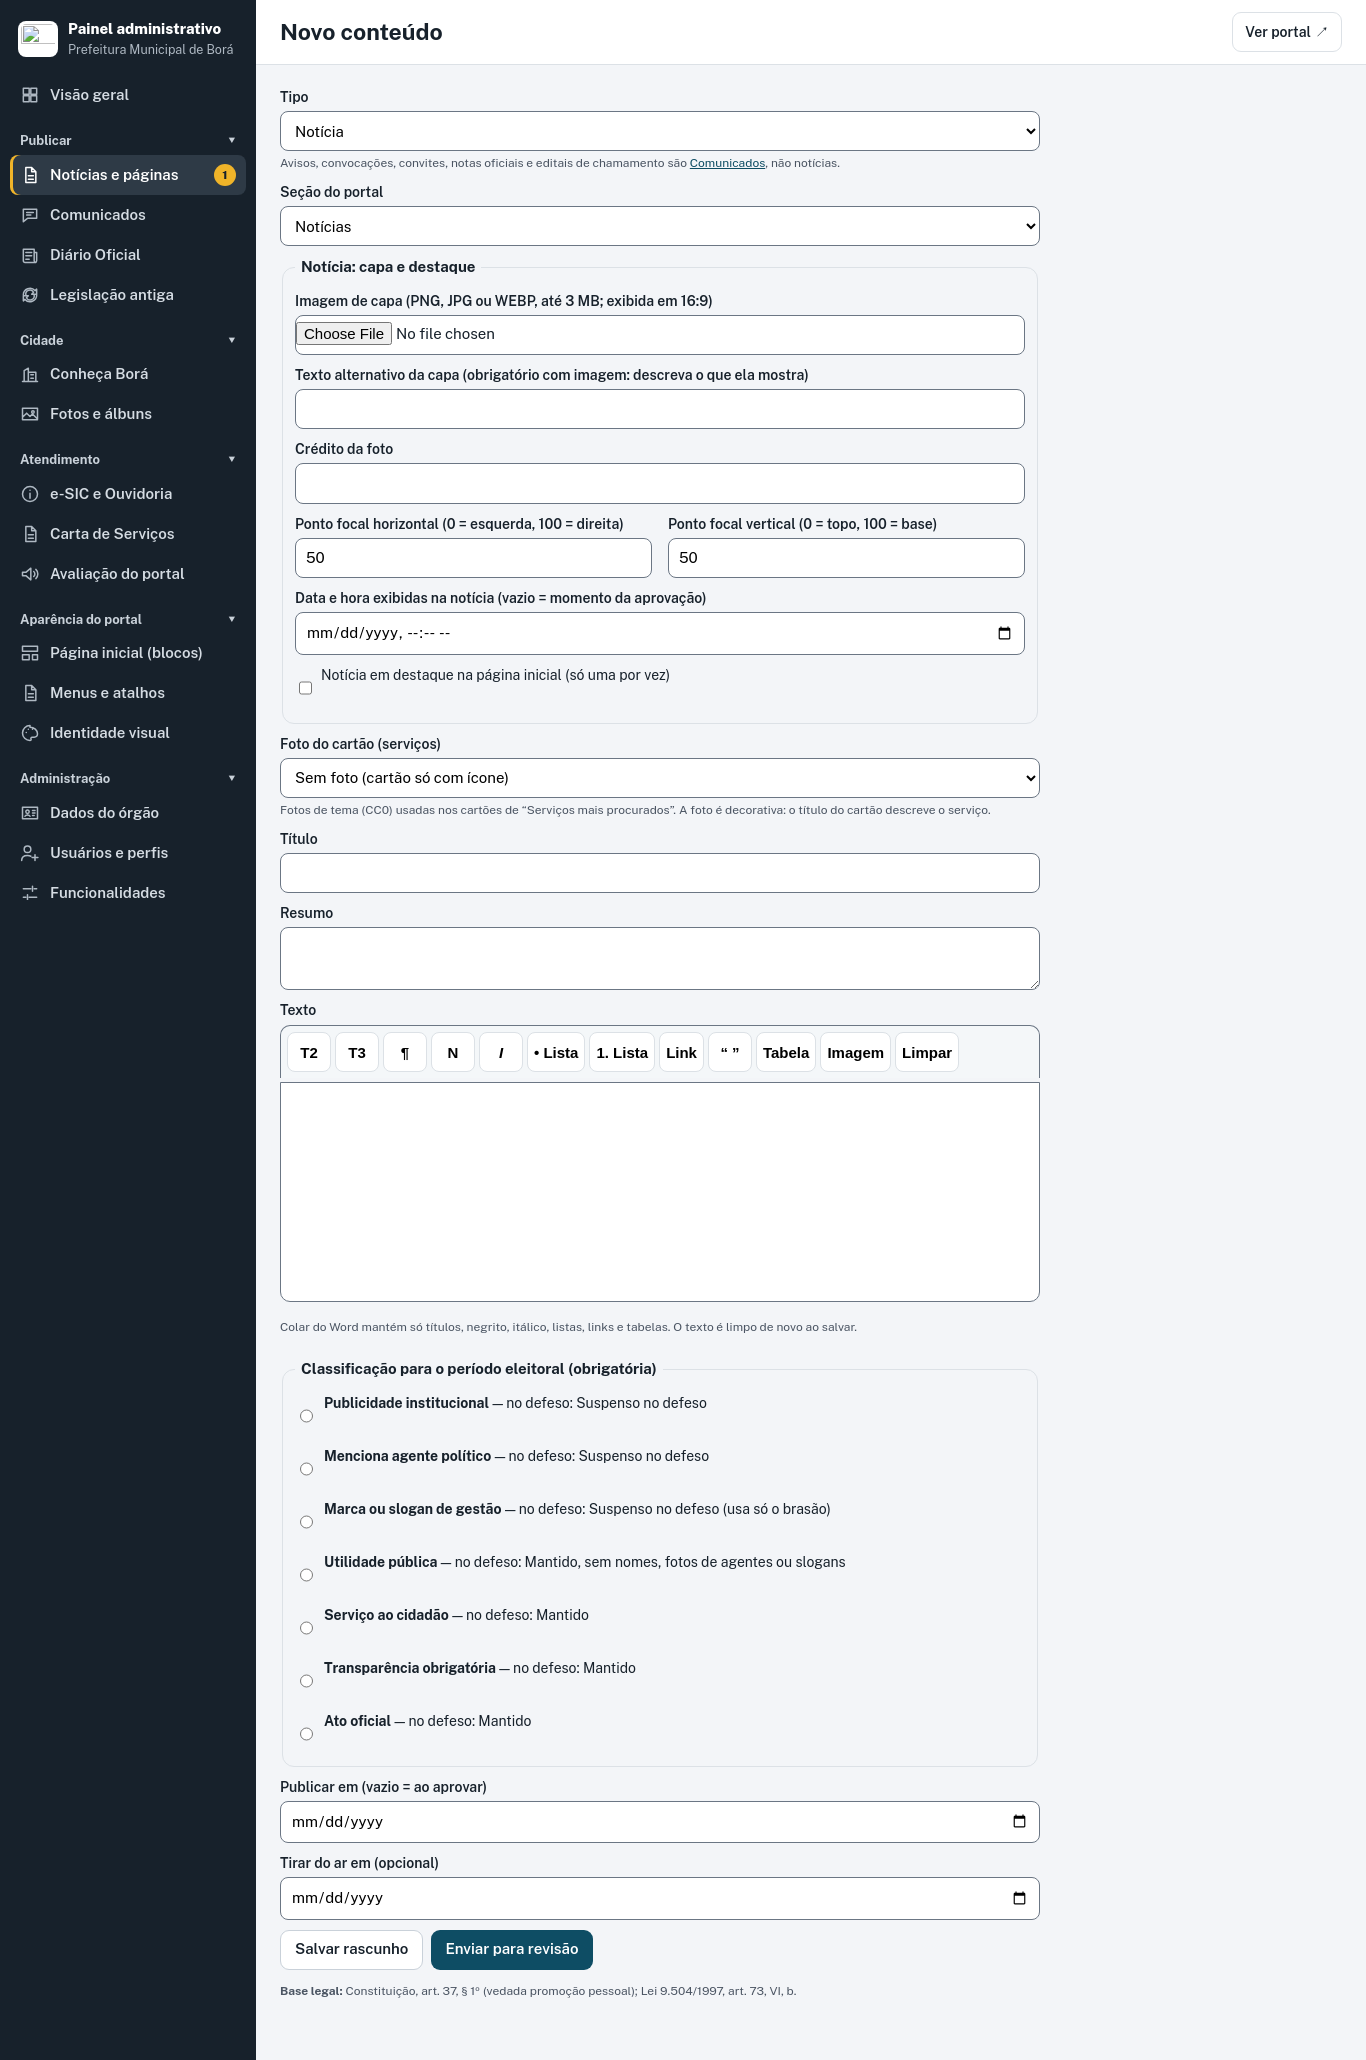 Painel administrativo
Prefeitura Municipal de Borá
Visão geral
Publicar ▼
Notícias e páginas 1
Comunicados
Diário Oficial
Legislação antiga
Cidade ▼
Conheça Borá
Fotos e álbuns
Atendimento ▼
e-SIC e Ouvidoria
Carta de Serviços
Avaliação do portal
Aparência do portal ▼
Página inicial (blocos)
Menus e atalhos
Identidade visual
Administração ▼
Dados do órgão
Usuários e perfis
Funcionalidades
Novo conteúdo
Ver portal ↗
Tipo
Notícia
Avisos, convocações, convites, notas oficiais e editais de chamamento são Comunicados, não notícias.
Seção do portal
Notícias
Notícia: capa e destaque
Imagem de capa (PNG, JPG ou WEBP, até 3 MB; exibida em 16:9)
Choose File No file chosen
Texto alternativo da capa (obrigatório com imagem: descreva o que ela mostra)
Crédito da foto
Ponto focal horizontal (0 = esquerda, 100 = direita) Ponto focal vertical (0 = topo, 100 = base)
50 50
Data e hora exibidas na notícia (vazio = momento da aprovação)
mm/dd/yyyy, --:-- --
Notícia em destaque na página inicial (só uma por vez)
Foto do cartão (serviços)
Sem foto (cartão só com ícone)
Fotos de tema (CC0) usadas nos cartões de “Serviços mais procurados”. A foto é decorativa: o título do cartão descreve o serviço.
Título
Resumo
Texto
T2 T3 ¶ N I • Lista 1. Lista Link “ ” Tabela Imagem Limpar
Colar do Word mantém só títulos, negrito, itálico, listas, links e tabelas. O texto é limpo de novo ao salvar.
Classificação para o período eleitoral (obrigatória)
Publicidade institucional — no defeso: Suspenso no defeso
Menciona agente político — no defeso: Suspenso no defeso
Marca ou slogan de gestão — no defeso: Suspenso no defeso (usa só o brasão)
Utilidade pública — no defeso: Mantido, sem nomes, fotos de agentes ou slogans
Serviço ao cidadão — no defeso: Mantido
Transparência obrigatória — no defeso: Mantido
Ato oficial — no defeso: Mantido
Publicar em (vazio = ao aprovar)
mm/dd/yyyy
Tirar do ar em (opcional)
mm/dd/yyyy
Salvar rascunho Enviar para revisão
Base legal: Constituição, art. 37, § 1º (vedada promoção pessoal); Lei 9.504/1997, art. 73, VI, b.